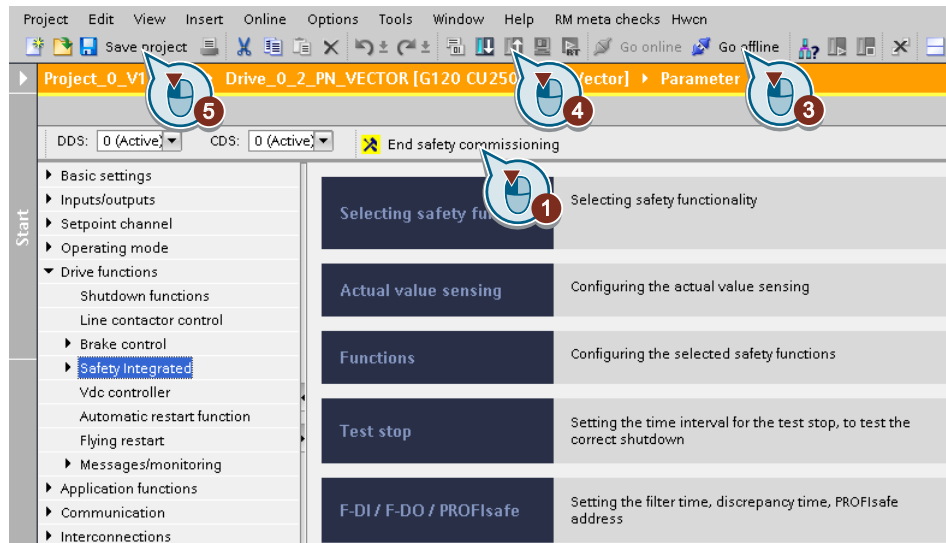 Project Edit View Insert Online Options Tools Window Help RM meta checks Hwcn
Save project Go online Go offline
Project_0_V1 Drive_0_2_PN_VECTOR [G120 CU250 Vector] Parameter
5 4 3
DDS: 0 (Active) CDS: 0 (Active) End safety commissioning
1
Start
Basic settings
Inputs/outputs
Setpoint channel
Operating mode
Drive functions
Shutdown functions
Line contactor control
Brake control
Safety Integrated
Vdc controller
Automatic restart function
Flying restart
Messages/monitoring
Application functions
Communication
Interconnections
Selecting safety fu
Selecting safety functionality
Actual value sensing
Configuring the actual value sensing
Functions
Configuring the selected safety functions
Test stop
Setting the time interval for the test stop, to test the
correct shutdown
F-DI / F-DO / PROFIsafe
Setting the filter time, discrepancy time, PROFIsafe
address